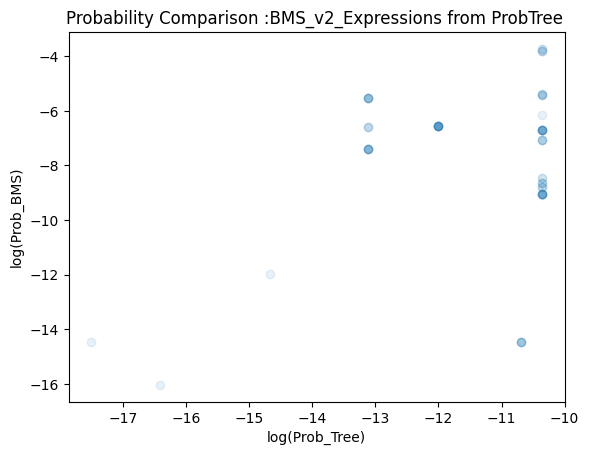 Probability Comparison :BMS_v2_Expressions from ProbTree
log(Prob_BMS)
−4
−6
−8
−10
−12
−14
−16
−17 −16 −15 −14 −13 −12 −11 −10
log(Prob_Tree)